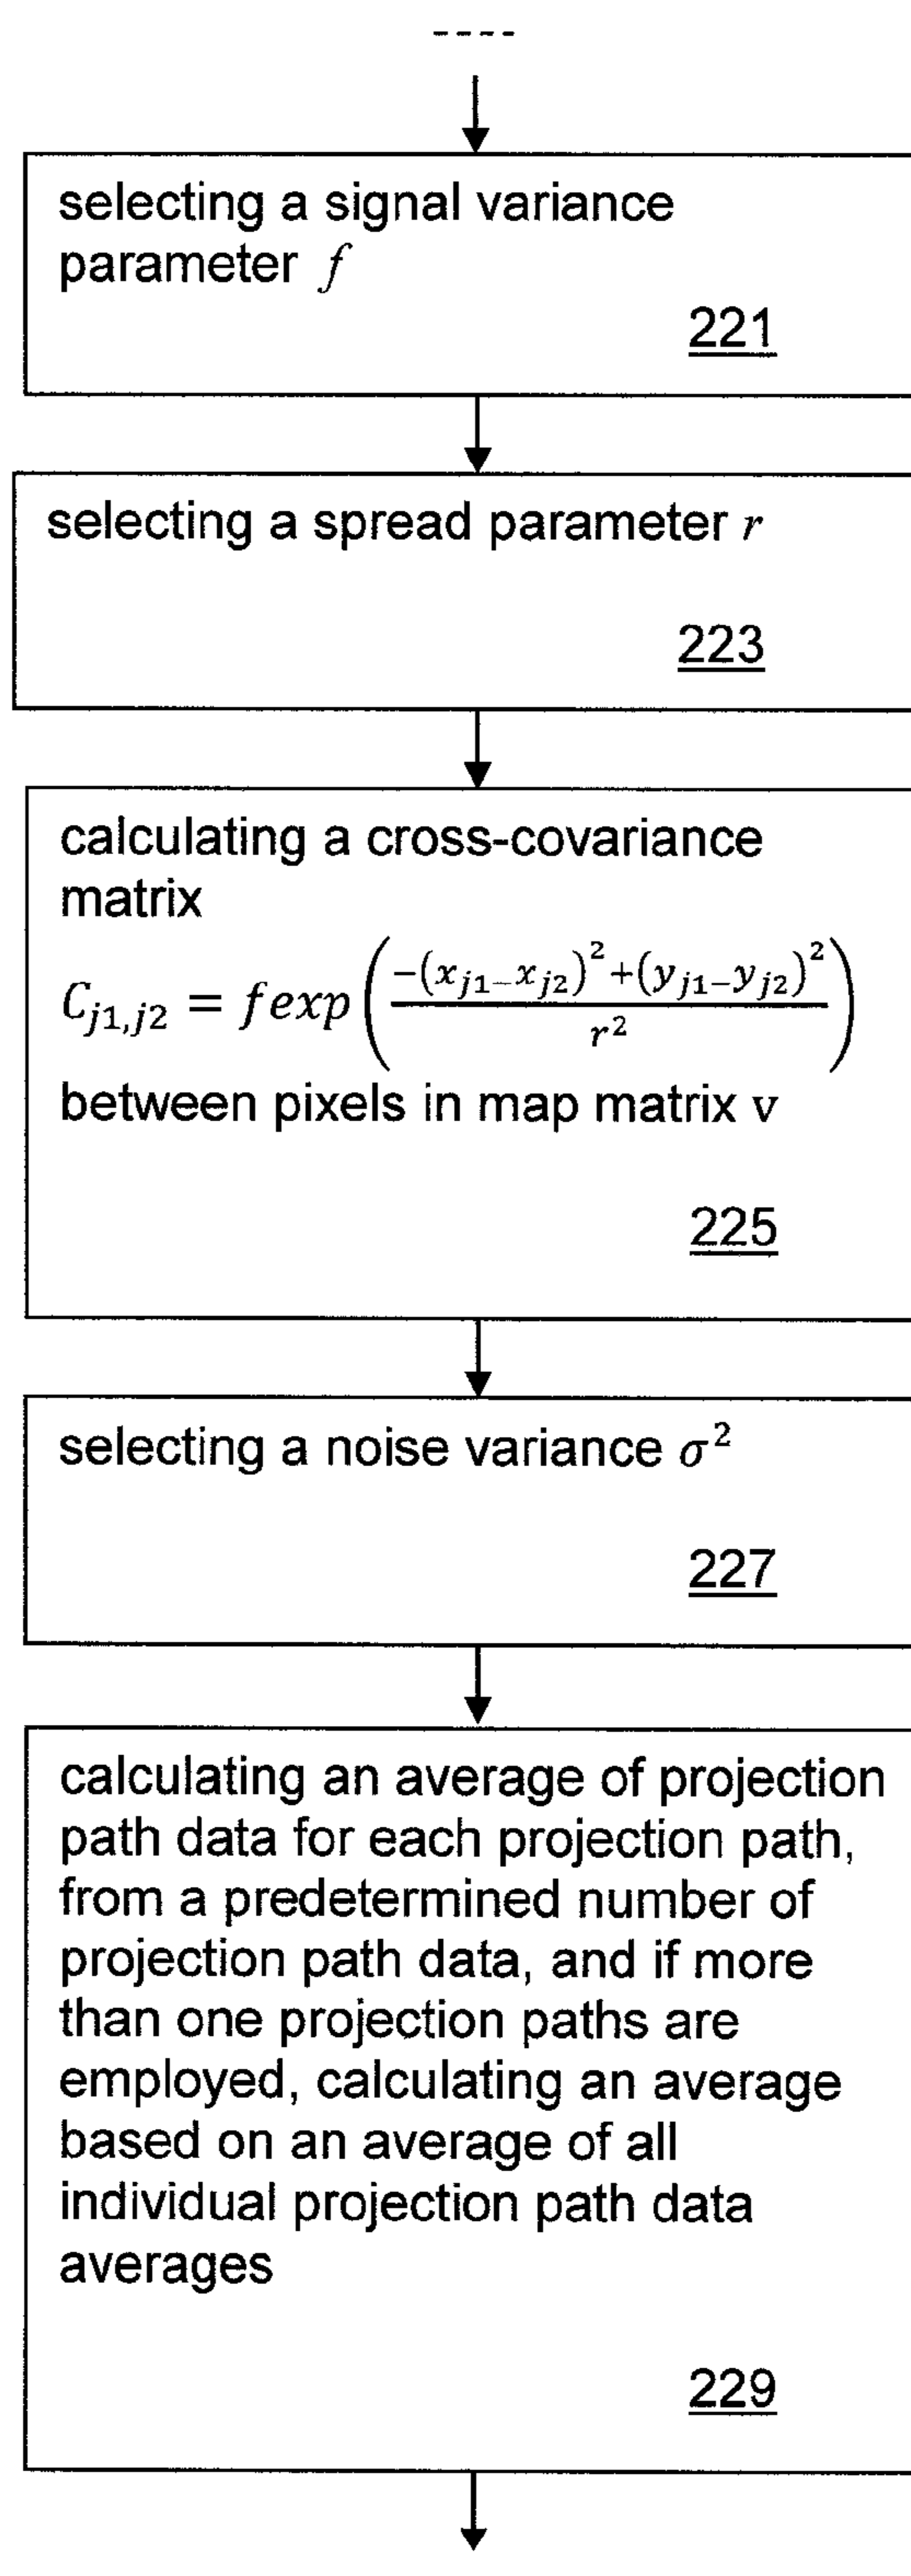 ----
selecting a signal variance
parameter f
221
selecting a spread parameter r
223
calculating a cross-covariance
matrix
C_{j1,j2} = fexp(\frac{-(x_{j1-}x_{j2})^2+(y_{j1-}y_{j2})^2}{r^2})
between pixels in map matrix v
225
selecting a noise variance σ²
227
calculating an average of projection
path data for each projection path,
from a predetermined number of
projection path data, and if more
than one projection paths are
employed, calculating an average
based on an average of all
individual projection path data
averages
229